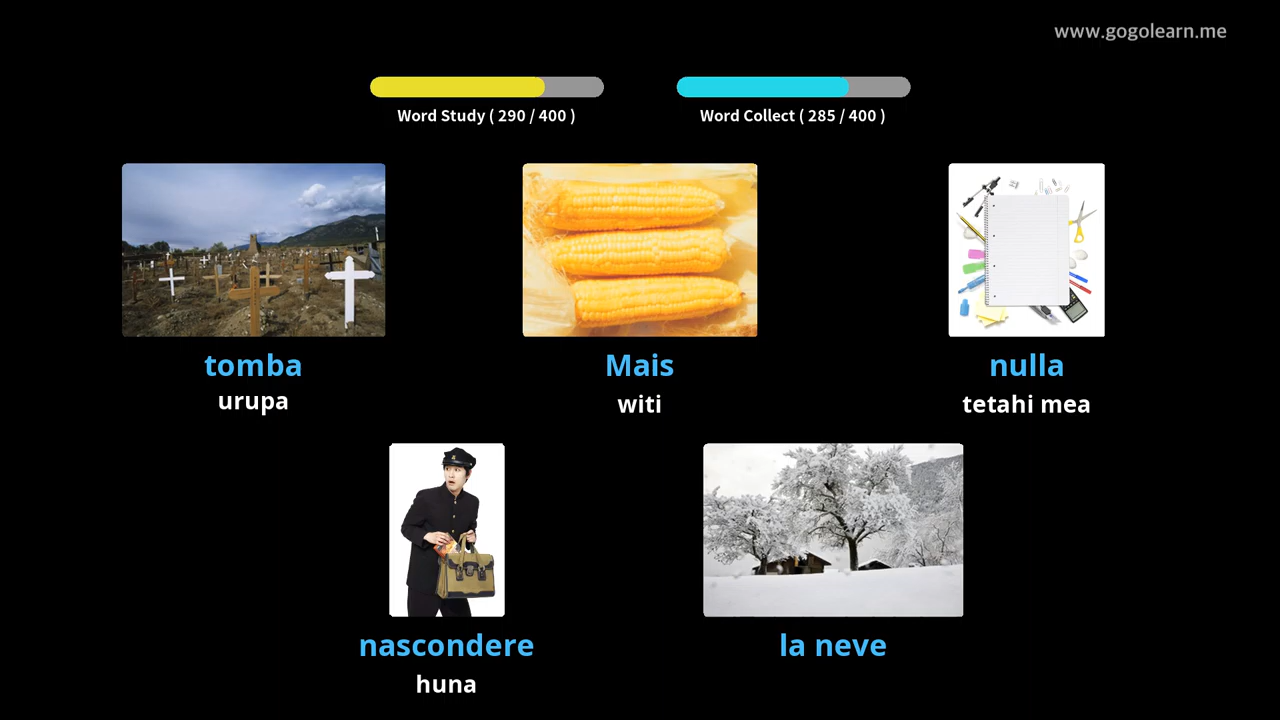 www.gogolearn.me
Word Study ( 290 / 400 )
Word Collect ( 285 / 400 )
tomba
urupa
Mais
witi
nulla
tetahi mea
nascondere
huna
la neve